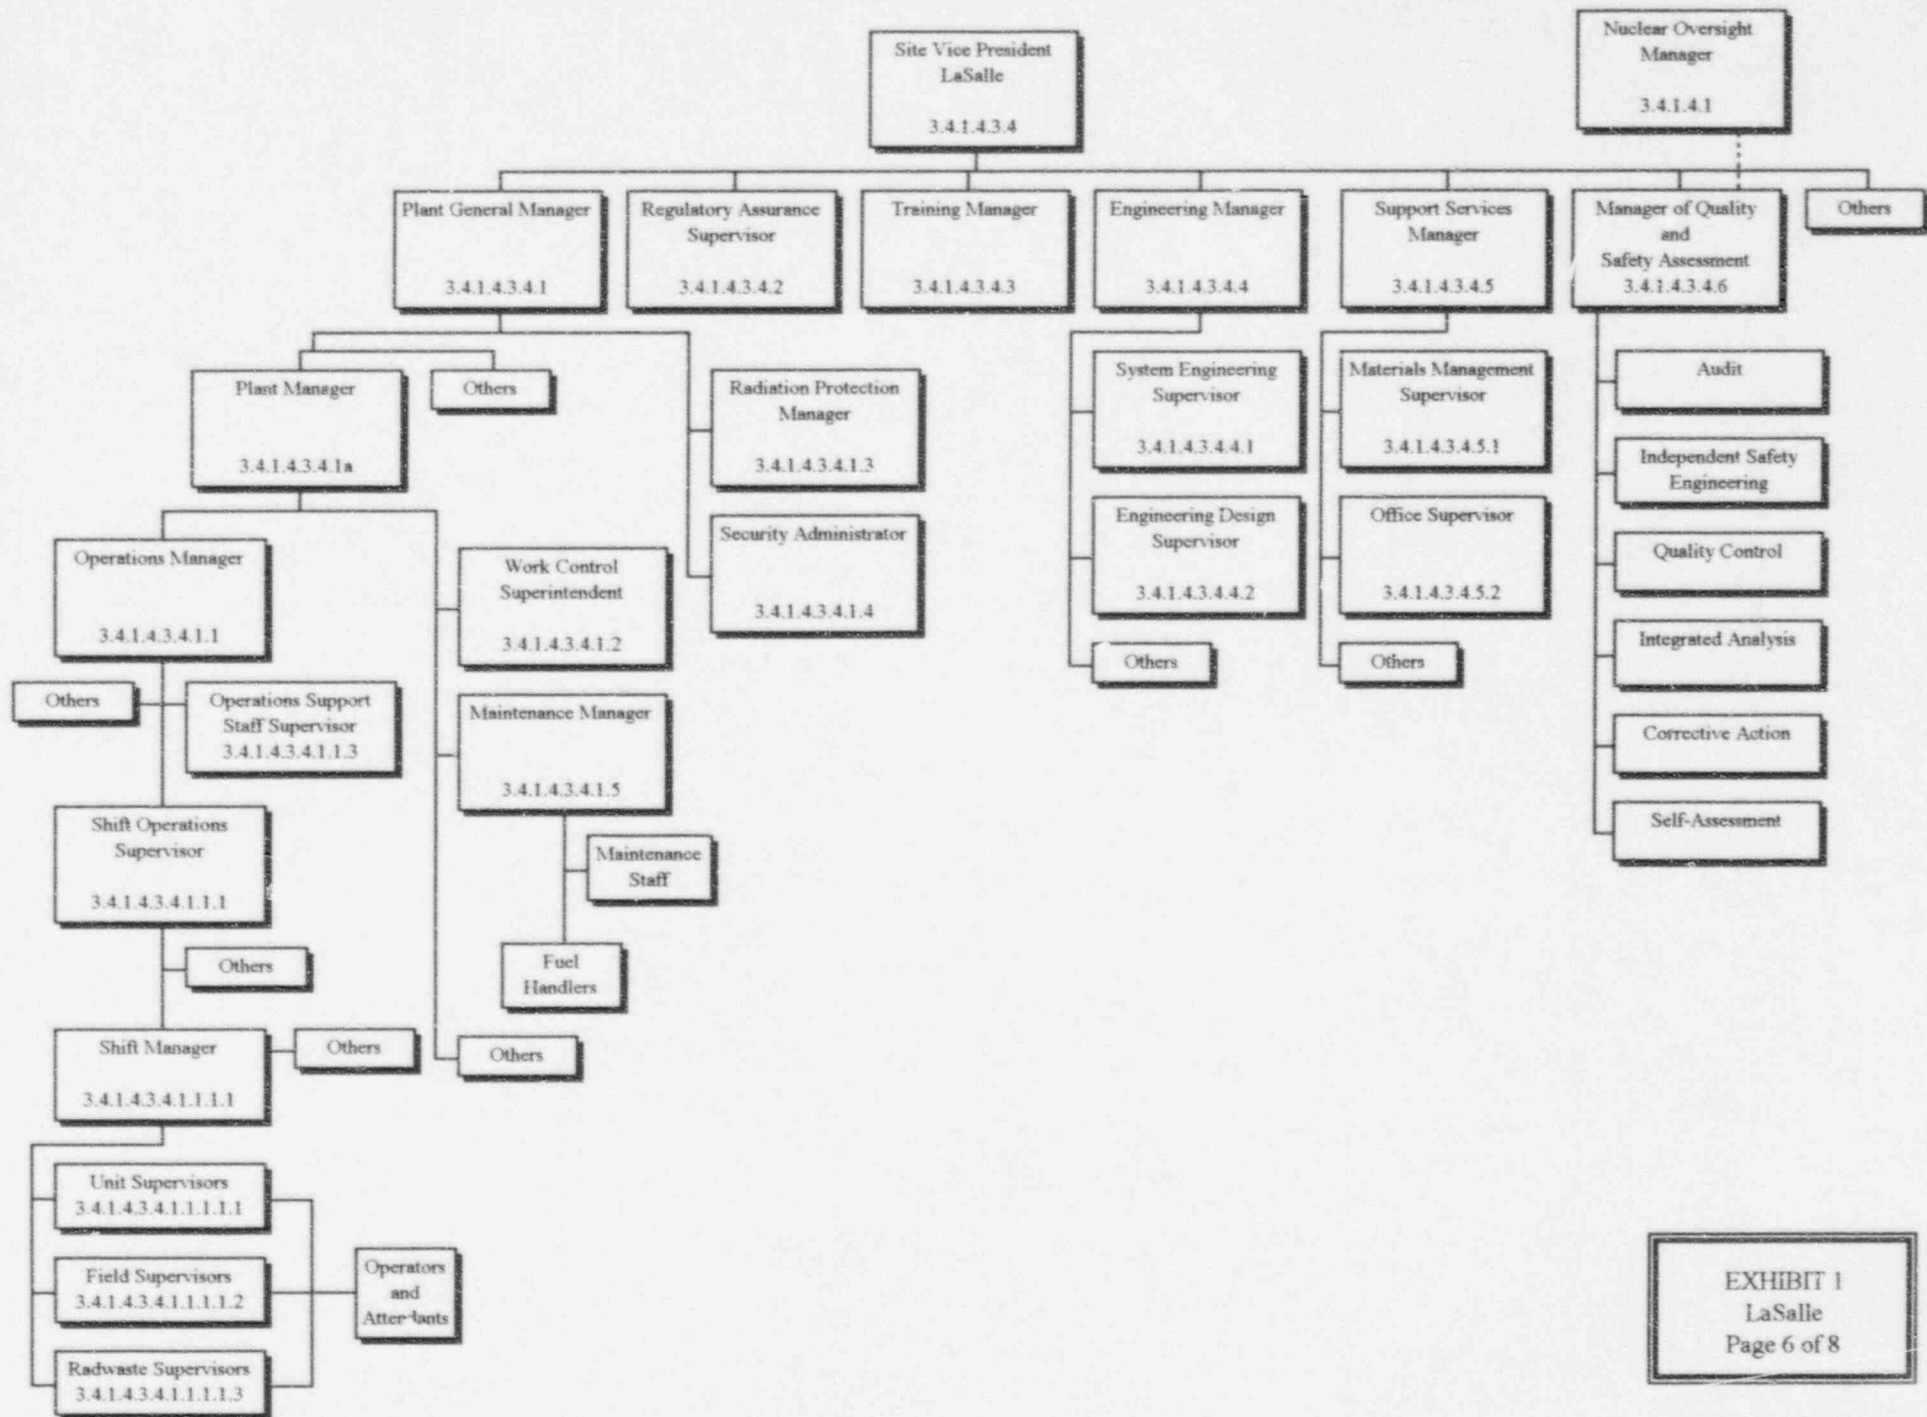 Site Vice President
LaSalle
3.4.1.4.3.4
Nuclear Oversight
Manager
3.4.1.4.1
Plant General Manager
3.4.1.4.3.4.1
Regulatory Assurance
Supervisor
3.4.1.4.3.4.2
Training Manager
3.4.1.4.3.4.3
Engineering Manager
3.4.1.4.3.4.4
Support Services
Manager
3.4.1.4.3.4.5
Manager of Quality
and
Safety Assessment
3.4.1.4.3.4.6
Others
Plant Manager
3.4.1.4.3.4.1a
Others
Radiation Protection
Manager
3.4.1.4.3.4.1.3
Security Administrator
3.4.1.4.3.4.1.4
System Engineering
Supervisor
3.4.1.4.3.4.4.1
Engineering Design
Supervisor
3.4.1.4.3.4.4.2
Others
Materials Management
Supervisor
3.4.1.4.3.4.5.1
Office Supervisor
3.4.1.4.3.4.5.2
Others
Audit
Independent Safety
Engineering
Quality Control
Integrated Analysis
Corrective Action
Self-Assessment
Operations Manager
3.4.1.4.3.4.1.1
Work Control
Superintendent
3.4.1.4.3.4.1.2
Others
Operations Support
Staff Supervisor
3.4.1.4.3.4.1.1.3
Maintenance Manager
3.4.1.4.3.4.1.5
Shift Operations
Supervisor
3.4.1.4.3.4.1.1.1
Maintenance
Staff
Others
Fuel
Handlers
Shift Manager
3.4.1.4.3.4.1.1.1.1
Others
Others
Unit Supervisors
3.4.1.4.3.4.1.1.1.1.1
Field Supervisors
3.4.1.4.3.4.1.1.1.1.2
Radwaste Supervisors
3.4.1.4.3.4.1.1.1.1.3
Operators
and
Attendants
EXHIBIT 1
LaSalle
Page 6 of 8